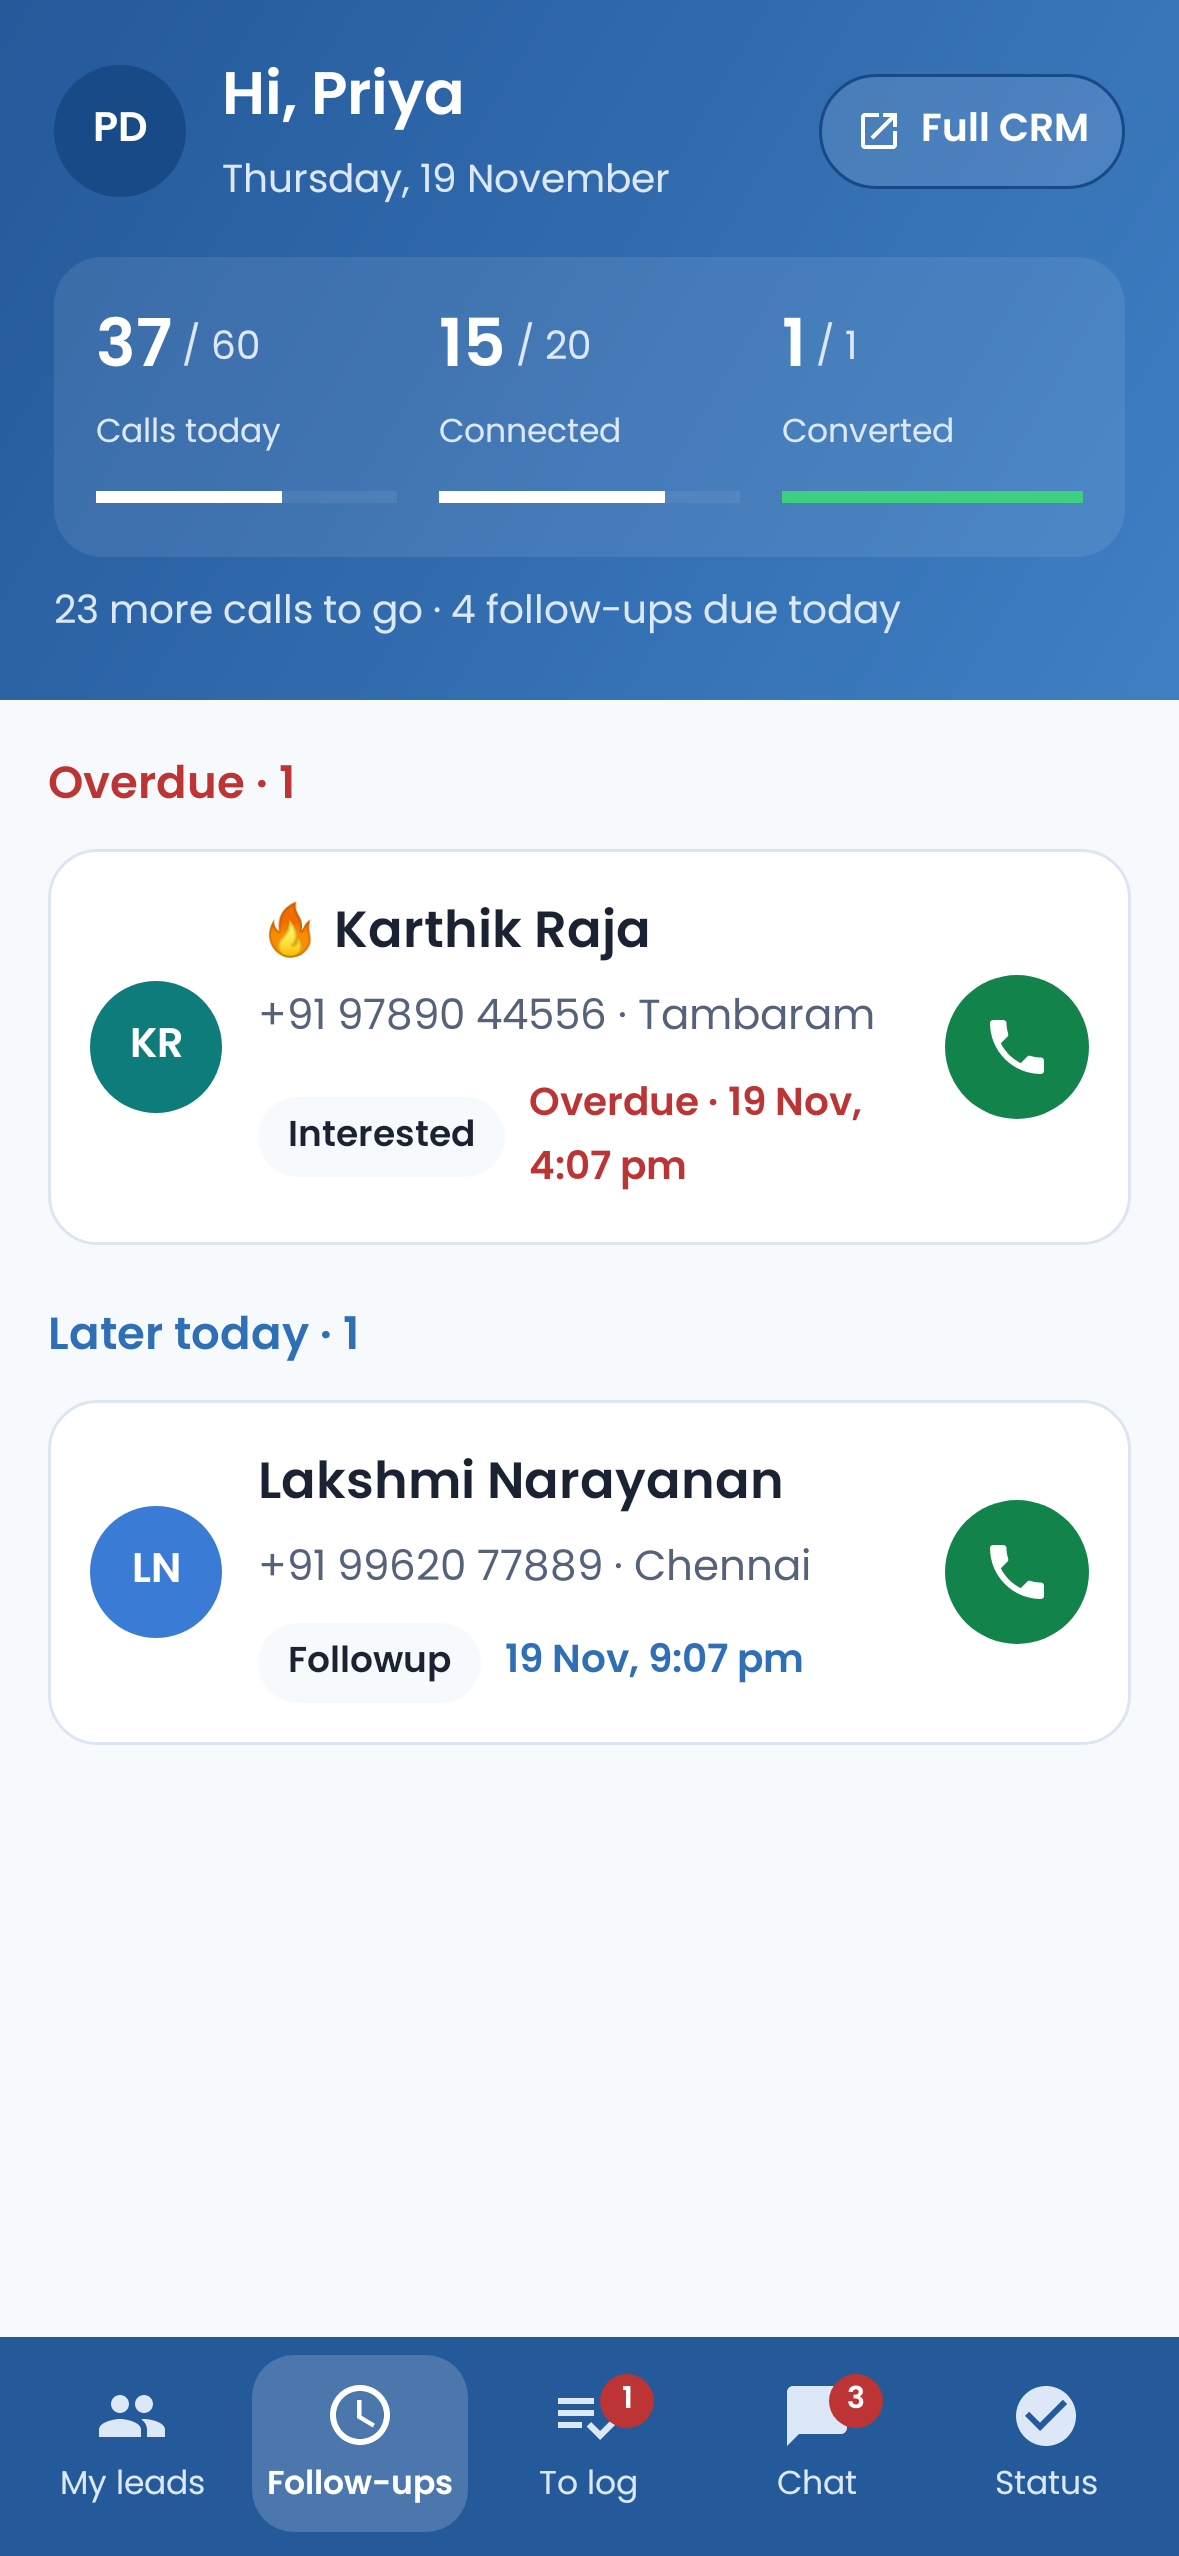 PD
Hi, Priya
Thursday, 19 November
Full CRM
37 / 60
Calls today
15 / 20
Connected
1 / 1
Converted
23 more calls to go · 4 follow-ups due today
Overdue · 1
KR
🔥 Karthik Raja
+91 97890 44556 · Tambaram
Interested
Overdue · 19 Nov,
4:07 pm
Later today · 1
LN
Lakshmi Narayanan
+91 99620 77889 · Chennai
Followup
19 Nov, 9:07 pm
My leads
Follow-ups
1
To log
3
Chat
Status